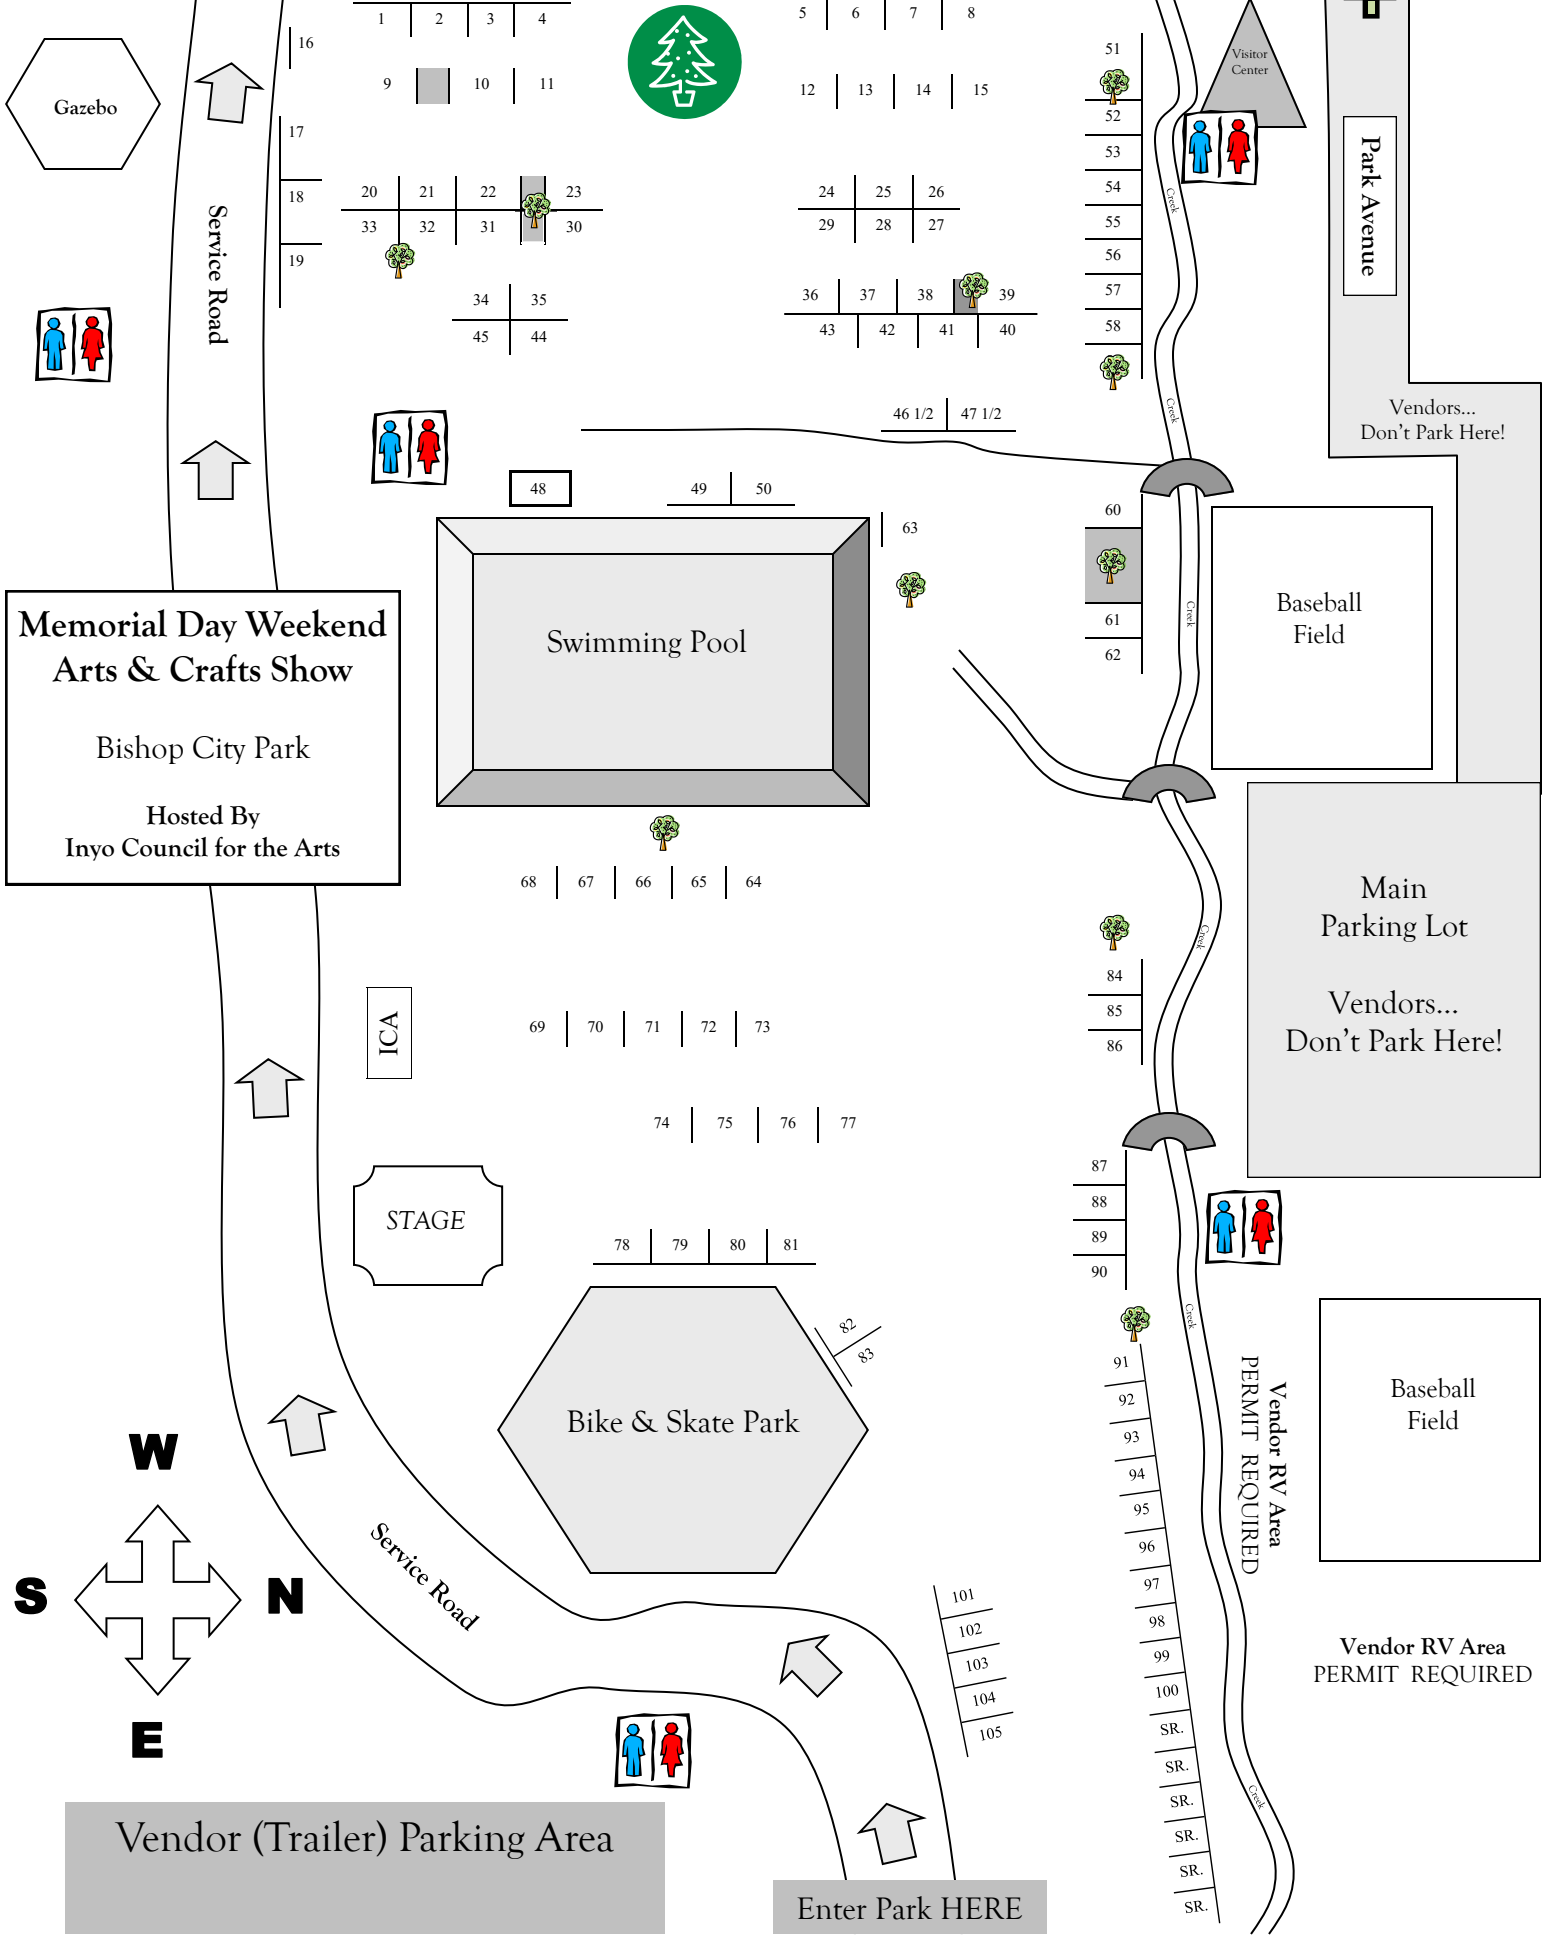 1 2 3 4
5 6 7 8
16
9 10 11
12 13 14 15
51
Visitor
Center
Gazebo
52
17
53
Park Avenue
18
20 21 22 23
24 25 26
54
Creek
33 32 31 30
29 28 27
55
Service Road
19
56
34 35
36 37 38 39
57
45 44
43 42 41 40
58
46 1/2 47 1/2
Creek
Vendors...
Don't Park Here!
48
49 50
60
63
Memorial Day Weekend
Arts & Crafts Show
Bishop City Park
Hosted By
Inyo Council for the Arts
Swimming Pool
61
62
Creek
Baseball
Field
68 67 66 65 64
Main
Parking Lot
Vendors...
Don't Park Here!
Creek
84
85
86
ICA
69 70 71 72 73
74 75 76 77
87
88
89
90
STAGE
78 79 80 81
82
83
Creek
91
92
93
94
95
96
97
98
99
100
SR.
SR.
SR.
SR.
SR.
SR.
Vendor RV Area
PERMIT REQUIRED
Baseball
Field
Bike & Skate Park
W
S N
E
Service Road
101
102
103
104
105
Vendor RV Area
PERMIT REQUIRED
Creek
Vendor (Trailer) Parking Area
Enter Park HERE